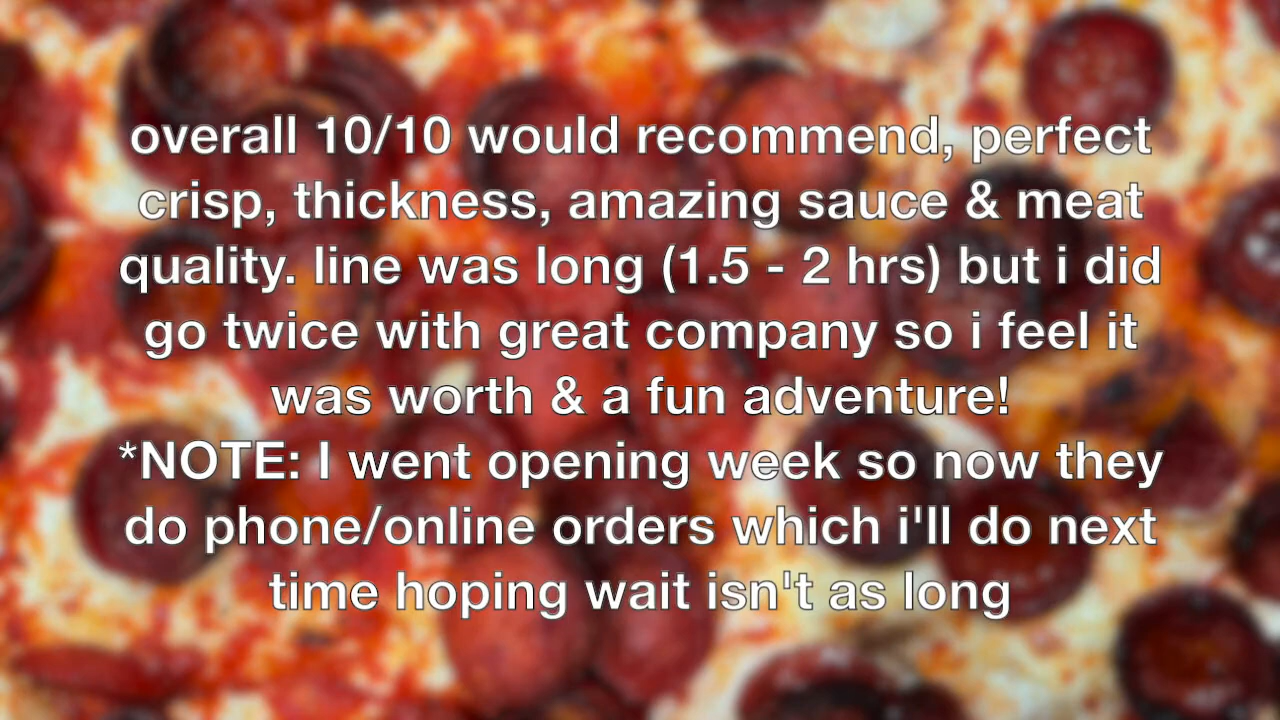 overall 10/10 would recommend, perfect
crisp, thickness, amazing sauce & meat
quality. line was long (1.5 - 2 hrs) but i did
go twice with great company so i feel it
was worth & a fun adventure!
*NOTE: I went opening week so now they
do phone/online orders which i'll do next
time hoping wait isn't as long